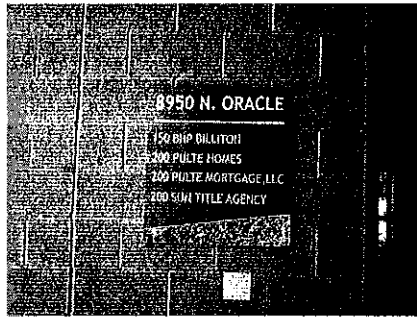 8950 N. ORACLE
150 BHP BILLITON
200 PULTE HOMES
200 PULTE MORTGAGE, LLC
200 SUN TITLE AGENCY